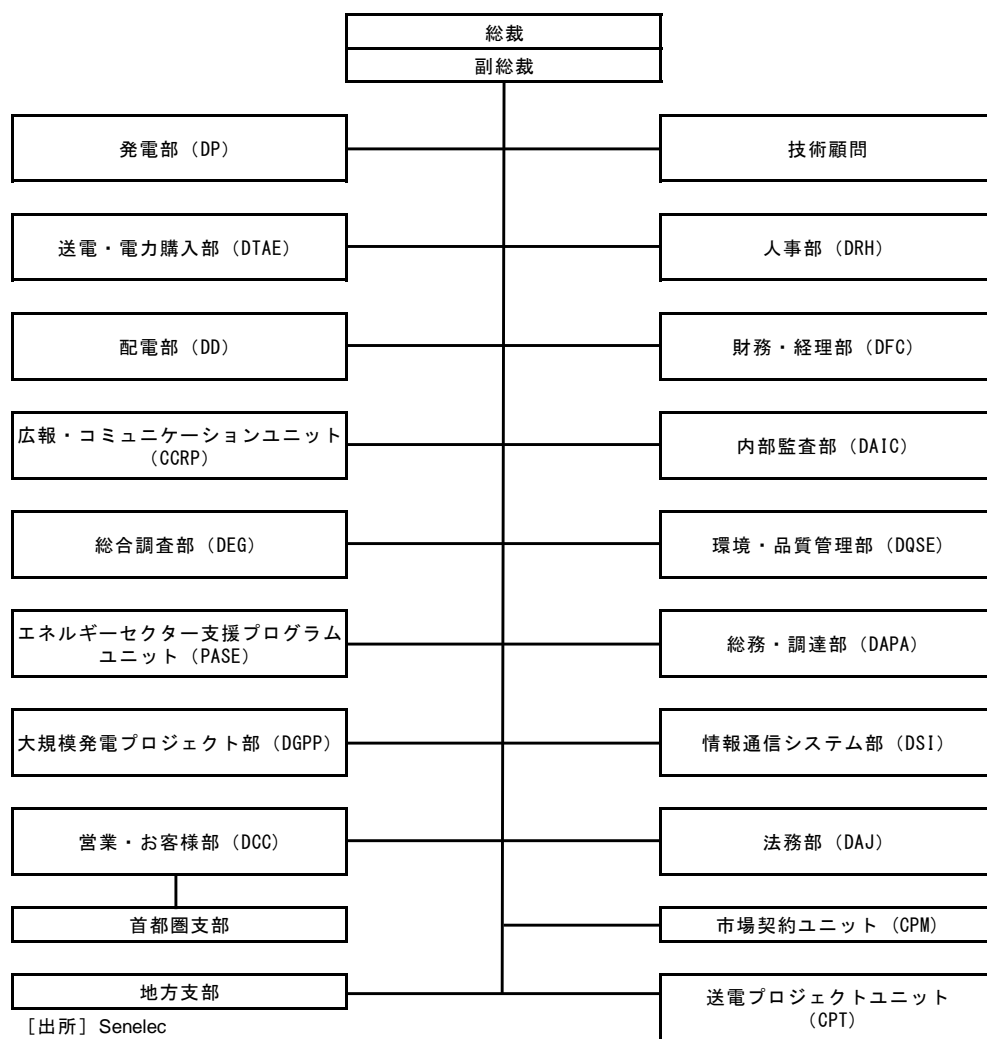 総裁
副総裁
発電部（DP）
技術顧問
送電・電力購入部（DTAE）
人事部（DRH）
配電部（DD）
財務・経理部（DFC）
広報・コミュニケーションユニット
（CCRP）
内部監査部（DAIC）
総合調査部（DEG）
環境・品質管理部（DQSE）
エネルギーセクター支援プログラム
ユニット（PASE）
総務・調達部（DAPA）
大規模発電プロジェクト部（DGPP）
情報通信システム部（DSI）
営業・お客様部（DCC）
法務部（DAJ）
首都圏支部
市場契約ユニット（CPM）
地方支部
送電プロジェクトユニット
（CPT）
［出所］Senelec